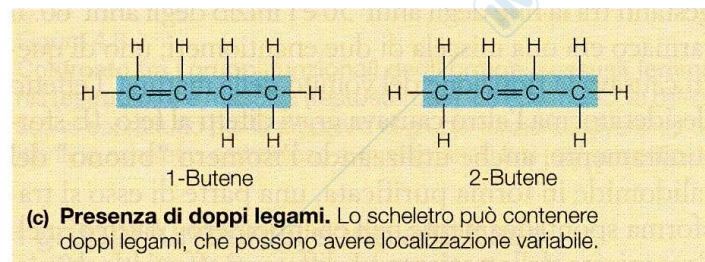 H H H H
H C C C C H
H H
1-Butene
H H H H
H C C C C H
H H
2-Butene
(c) Presenza di doppi legami. Lo scheletro può contenere
doppi legami, che possono avere localizzazione variabile.